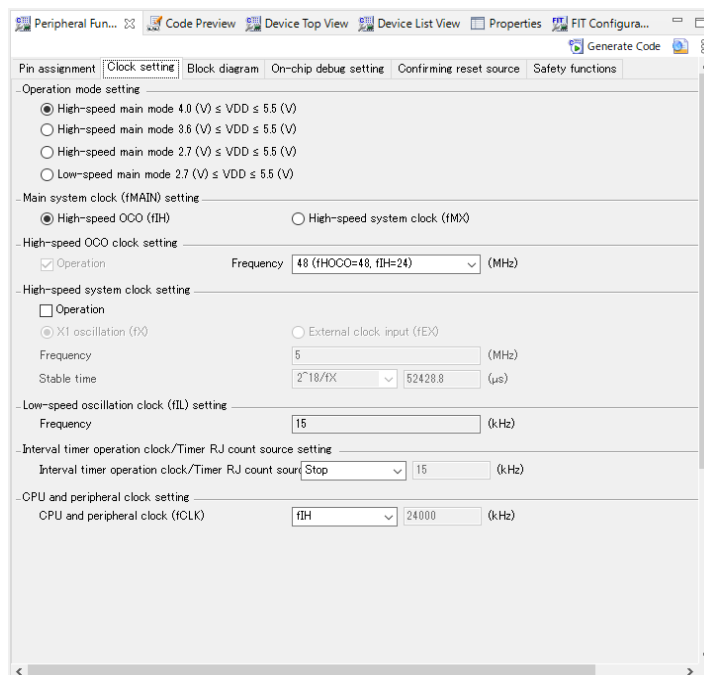 Peripheral Fun... Code Preview Device Top View Device List View Properties FIT Configura...
Generate Code
Pin assignment Clock setting Block diagram On-chip debug setting Confirming reset source Safety functions
Operation mode setting
High-speed main mode 4.0 (V) ≤ VDD ≤ 5.5 (V)
High-speed main mode 3.6 (V) ≤ VDD ≤ 5.5 (V)
High-speed main mode 2.7 (V) ≤ VDD ≤ 5.5 (V)
Low-speed main mode 2.7 (V) ≤ VDD ≤ 5.5 (V)
Main system clock (fMAIN) setting
High-speed OCO (fIH) High-speed system clock (fMX)
High-speed OCO clock setting
Operation Frequency 48 (fHOCO=48, fIH=24) (MHz)
High-speed system clock setting
Operation
X1 oscillation (fX) External clock input (fEX)
Frequency 5 (MHz)
Stable time 2^18/fX 52428.8 (μs)
Low-speed oscillation clock (fIL) setting
Frequency 15 (kHz)
Interval timer operation clock/Timer RJ count source setting
Interval timer operation clock/Timer RJ count sour Stop 15 (kHz)
CPU and peripheral clock setting
CPU and peripheral clock (fCLK) fIH 24000 (kHz)